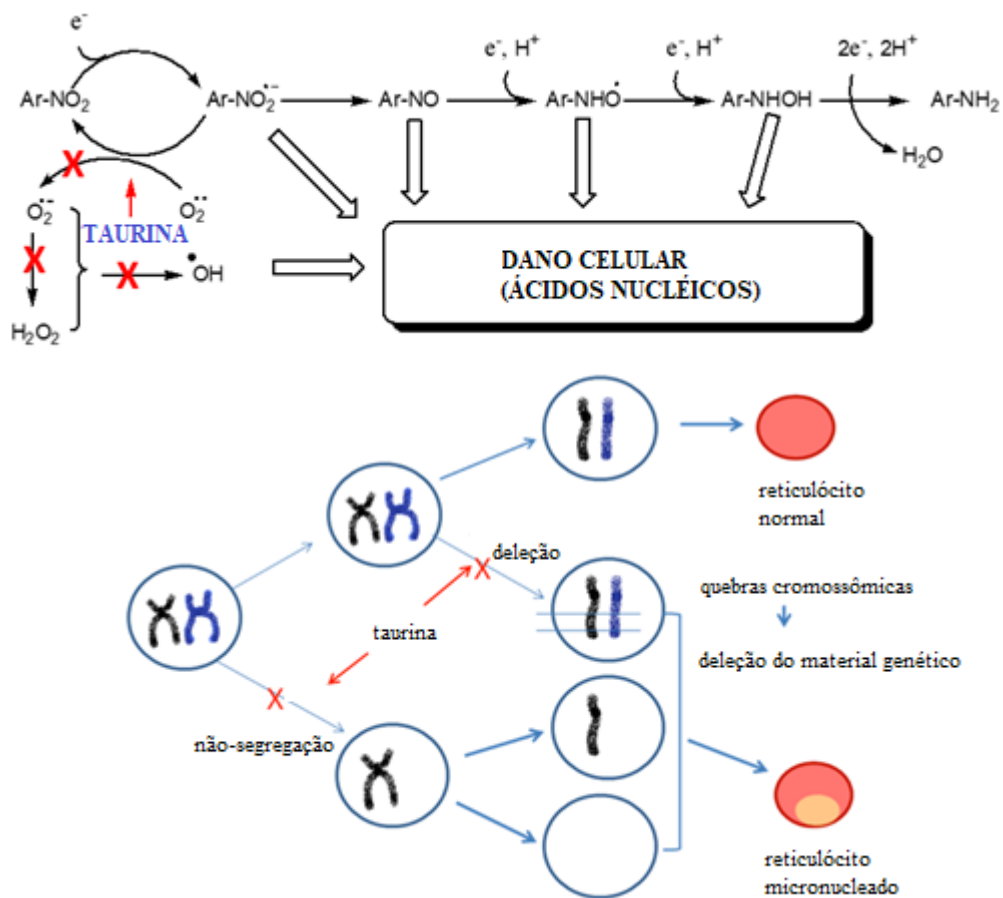 e⁻
e⁻, H⁺
e⁻, H⁺
2e⁻, 2H⁺
Ar-NO₂
Ar-NO₂•⁻
Ar-NO
Ar-NHO•
Ar-NHOH
Ar-NH₂
H₂O
X
O₂•⁻
O₂
TAURINA
X
X
•OH
H₂O₂
DANO CELULAR
(ÁCIDOS NUCLÉICOS)
reticulócito
normal
deleção
X
quebras cromossômicas
taurina
deleção do material genético
X
não-segregação
reticulócito
micronucleado